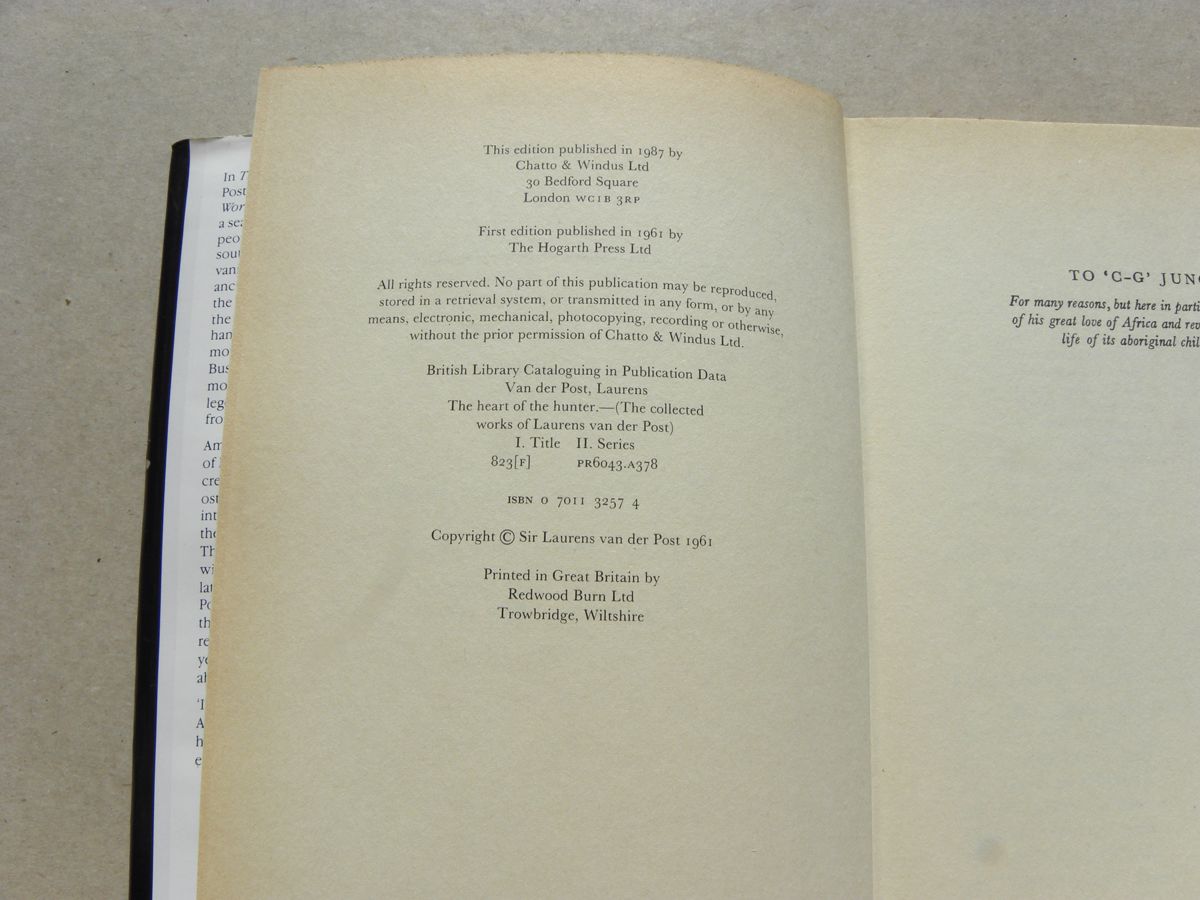 This edition published in 1987 by
Chatto & Windus Ltd
30 Bedford Square
London WC1B 3RP
First edition published in 1961 by
The Hogarth Press Ltd
All rights reserved. No part of this publication may be reproduced,
stored in a retrieval system, or transmitted in any form, or by any
means, electronic, mechanical, photocopying, recording or otherwise,
without the prior permission of Chatto & Windus Ltd.
British Library Cataloguing in Publication Data
Van der Post, Laurens
The heart of the hunter.—(The collected
works of Laurens van der Post)
I. Title II. Series
823[F] PR6043.A378
ISBN 0 7011 3257 4
Copyright © Sir Laurens van der Post 1961
Printed in Great Britain by
Redwood Burn Ltd
Trowbridge, Wiltshire
TO 'C-G' JUNG
For many reasons, but here in
of his great love of Africa and
life of its aboriginal
In
Post
a
the
the
of